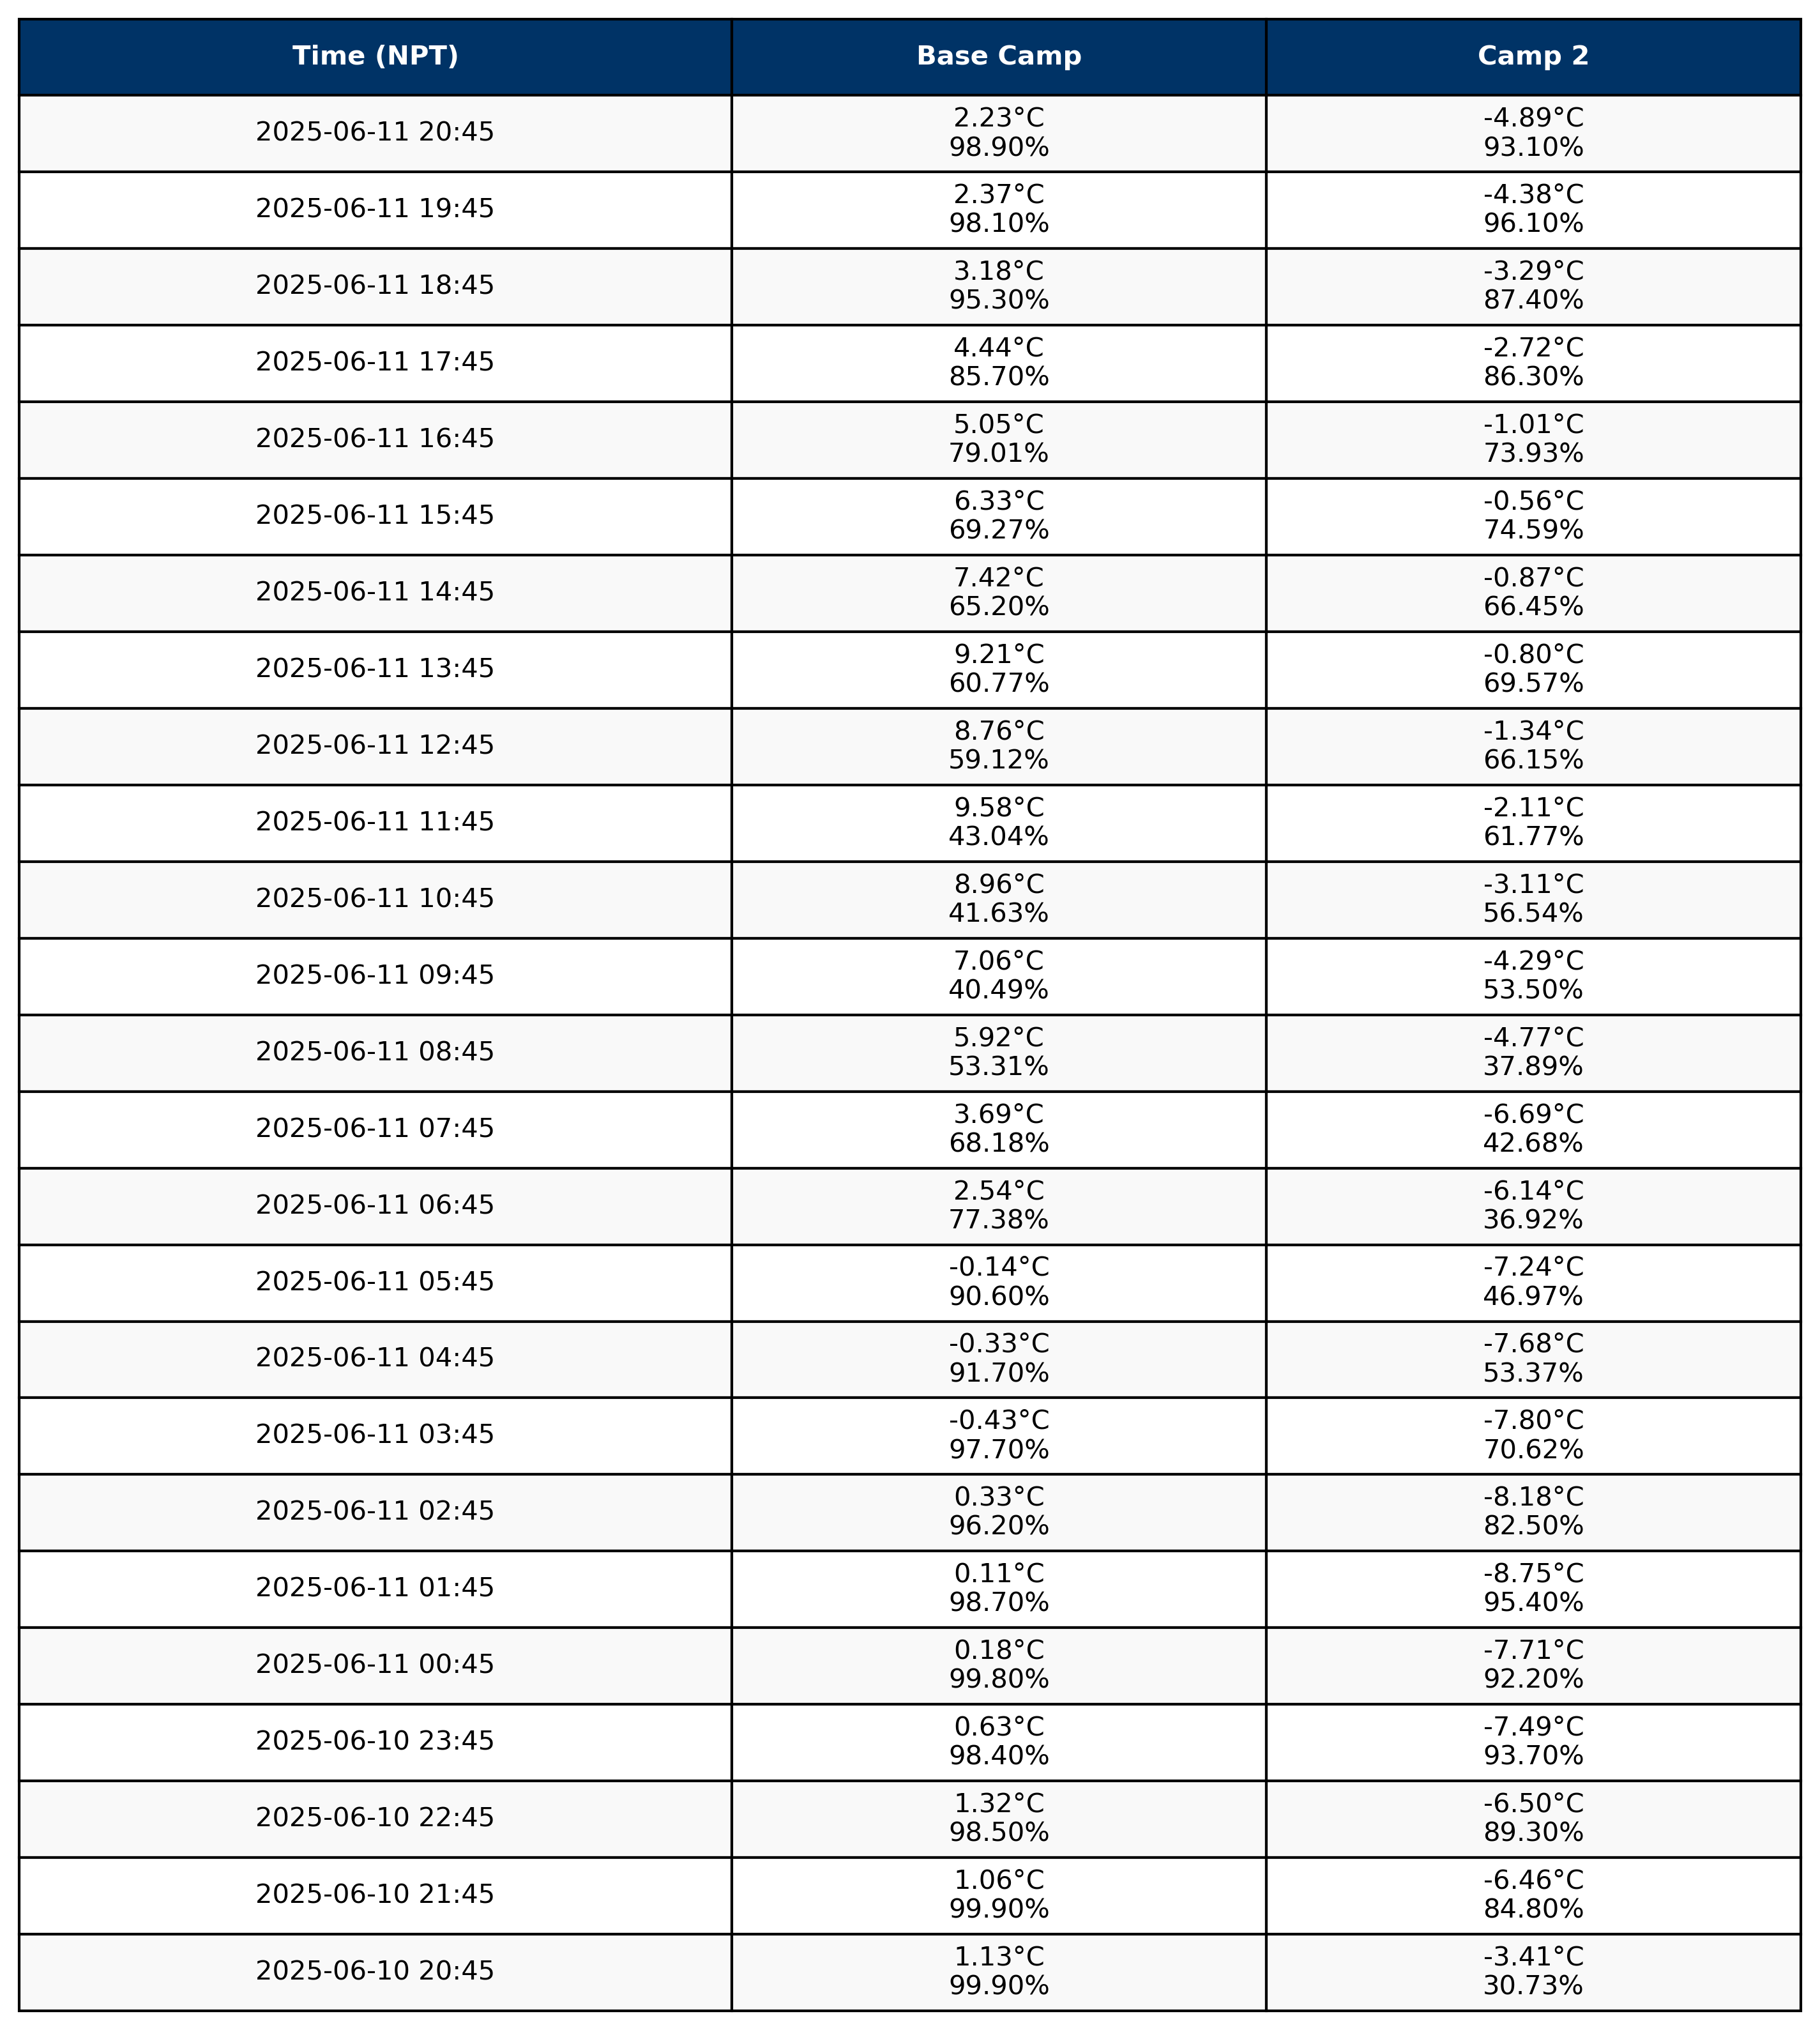 Time (NPT) Base Camp Camp 2
2025-06-11 20:45 2.23°C -4.89°C
98.90% 93.10%
2025-06-11 19:45 2.37°C -4.38°C
98.10% 96.10%
2025-06-11 18:45 3.18°C -3.29°C
95.30% 87.40%
2025-06-11 17:45 4.44°C -2.72°C
85.70% 86.30%
2025-06-11 16:45 5.05°C -1.01°C
79.01% 73.93%
2025-06-11 15:45 6.33°C -0.56°C
69.27% 74.59%
2025-06-11 14:45 7.42°C -0.87°C
65.20% 66.45%
2025-06-11 13:45 9.21°C -0.80°C
60.77% 69.57%
2025-06-11 12:45 8.76°C -1.34°C
59.12% 66.15%
2025-06-11 11:45 9.58°C -2.11°C
43.04% 61.77%
2025-06-11 10:45 8.96°C -3.11°C
41.63% 56.54%
2025-06-11 09:45 7.06°C -4.29°C
40.49% 53.50%
2025-06-11 08:45 5.92°C -4.77°C
53.31% 37.89%
2025-06-11 07:45 3.69°C -6.69°C
68.18% 42.68%
2025-06-11 06:45 2.54°C -6.14°C
77.38% 36.92%
2025-06-11 05:45 -0.14°C -7.24°C
90.60% 46.97%
2025-06-11 04:45 -0.33°C -7.68°C
91.70% 53.37%
2025-06-11 03:45 -0.43°C -7.80°C
97.70% 70.62%
2025-06-11 02:45 0.33°C -8.18°C
96.20% 82.50%
2025-06-11 01:45 0.11°C -8.75°C
98.70% 95.40%
2025-06-11 00:45 0.18°C -7.71°C
99.80% 92.20%
2025-06-10 23:45 0.63°C -7.49°C
98.40% 93.70%
2025-06-10 22:45 1.32°C -6.50°C
98.50% 89.30%
2025-06-10 21:45 1.06°C -6.46°C
99.90% 84.80%
2025-06-10 20:45 1.13°C -3.41°C
99.90% 30.73%